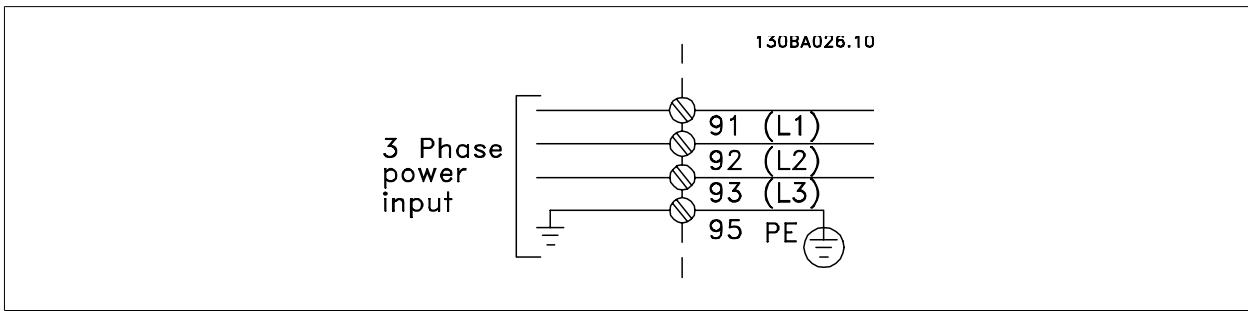 130BA026.10
3 Phase
power
input
91 (L1)
92 (L2)
93 (L3)
95 PE